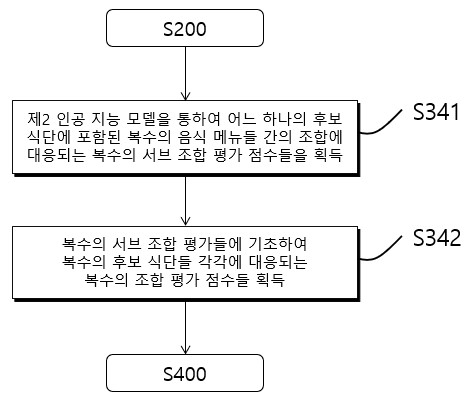 S200
제2 인공 지능 모델을 통하여 어느 하나의 후보
식단에 포함된 복수의 음식 메뉴들 간의 조합에
대응되는 복수의 서브 조합 평가 점수들을 획득
S341
복수의 서브 조합 평가들에 기초하여
복수의 후보 식단들 각각에 대응되는
복수의 조합 평가 점수들 획득
S342
S400